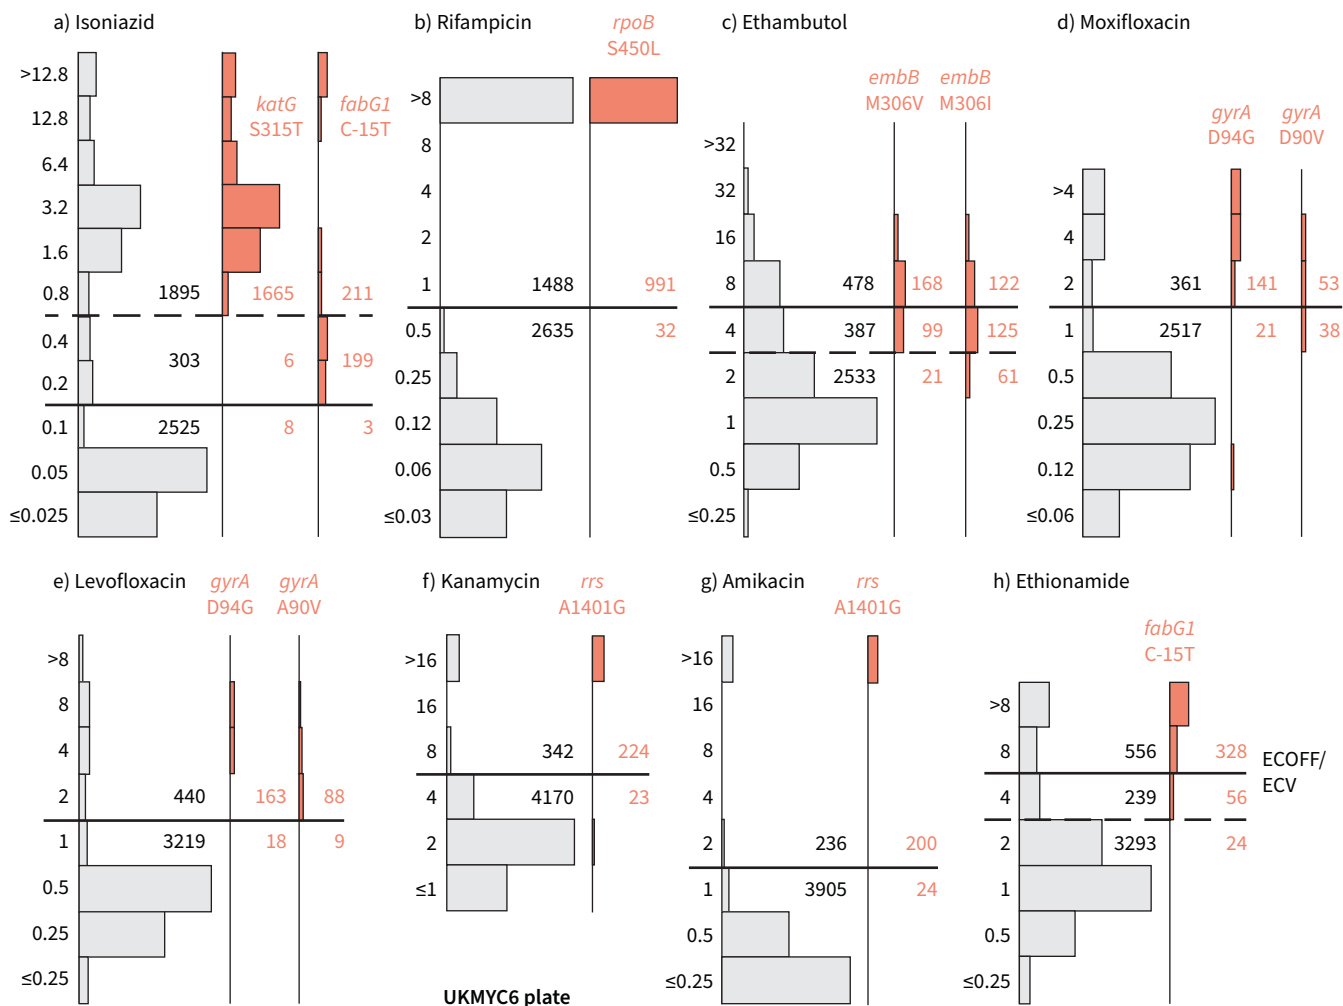 a) Isoniazid
katG
S315T
fabG1
C-15T
>12.8
12.8
6.4
3.2
1.6
0.8 1895 1665 211
0.4
303 6 199
0.2
0.1 2525 8 3
0.05
≤0.025
b) Rifampicin
rpoB
S450L
>8
8
4
2
1 1488 991
0.5 2635 32
0.25
0.12
0.06
≤0.03
c) Ethambutol
embB embB
M306V M306I
>32
32
16
8 478 168 122
4 387 99 125
2 2533 21 61
1
0.5
≤0.25
d) Moxifloxacin
gyrA gyrA
D94G D90V
>4
4
2 361 141 53
1 2517 21 38
0.5
0.25
0.12
≤0.06
e) Levofloxacin
gyrA gyrA
D94G A90V
>8
8
4
2 440 163 88
1 3219 18 9
0.5
0.25
≤0.25
f) Kanamycin
rrs
A1401G
>16
16
8 342 224
4 4170 23
2
≤1
UKMYC6 plate
g) Amikacin
rrs
A1401G
>16
16
8
4
2 236 200
1 3905 24
0.5
≤0.25
h) Ethionamide
fabG1
C-15T
>8
8 556 328
4 239 56
2 3293 24
1
0.5
≤0.25
ECOFF/
ECV